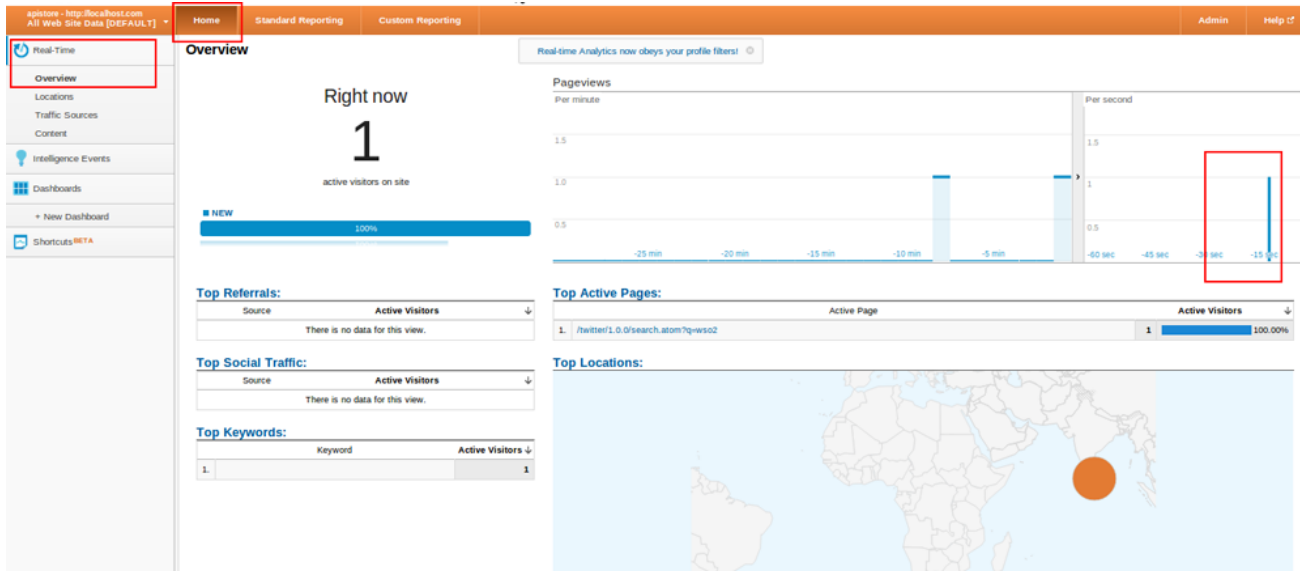 apistore - http://localhost.com
All Web Site Data [DEFAULT]
Home
Standard Reporting
Custom Reporting
Admin
Help
Real-Time
Overview
Locations
Traffic Sources
Content
Intelligence Events
Dashboards
+ New Dashboard
Shortcuts BETA
Overview
Real-time Analytics now obeys your profile filters!
Right now
1
active visitors on site
NEW
100%
Pageviews
Per minute
1.5
1.0
0.5
-25 min -20 min -15 min -10 min -5 min
Per second
1.5
1
0.5
-60 sec -45 sec -30 sec -15 sec
Top Referrals:
Source Active Visitors
There is no data for this view.
Top Active Pages:
Active Page Active Visitors
1. /twitter/1.0.0/search.atom?q=wso2 1 100.00%
Top Social Traffic:
Source Active Visitors
There is no data for this view.
Top Keywords:
Keyword Active Visitors
1. 1
Top Locations: